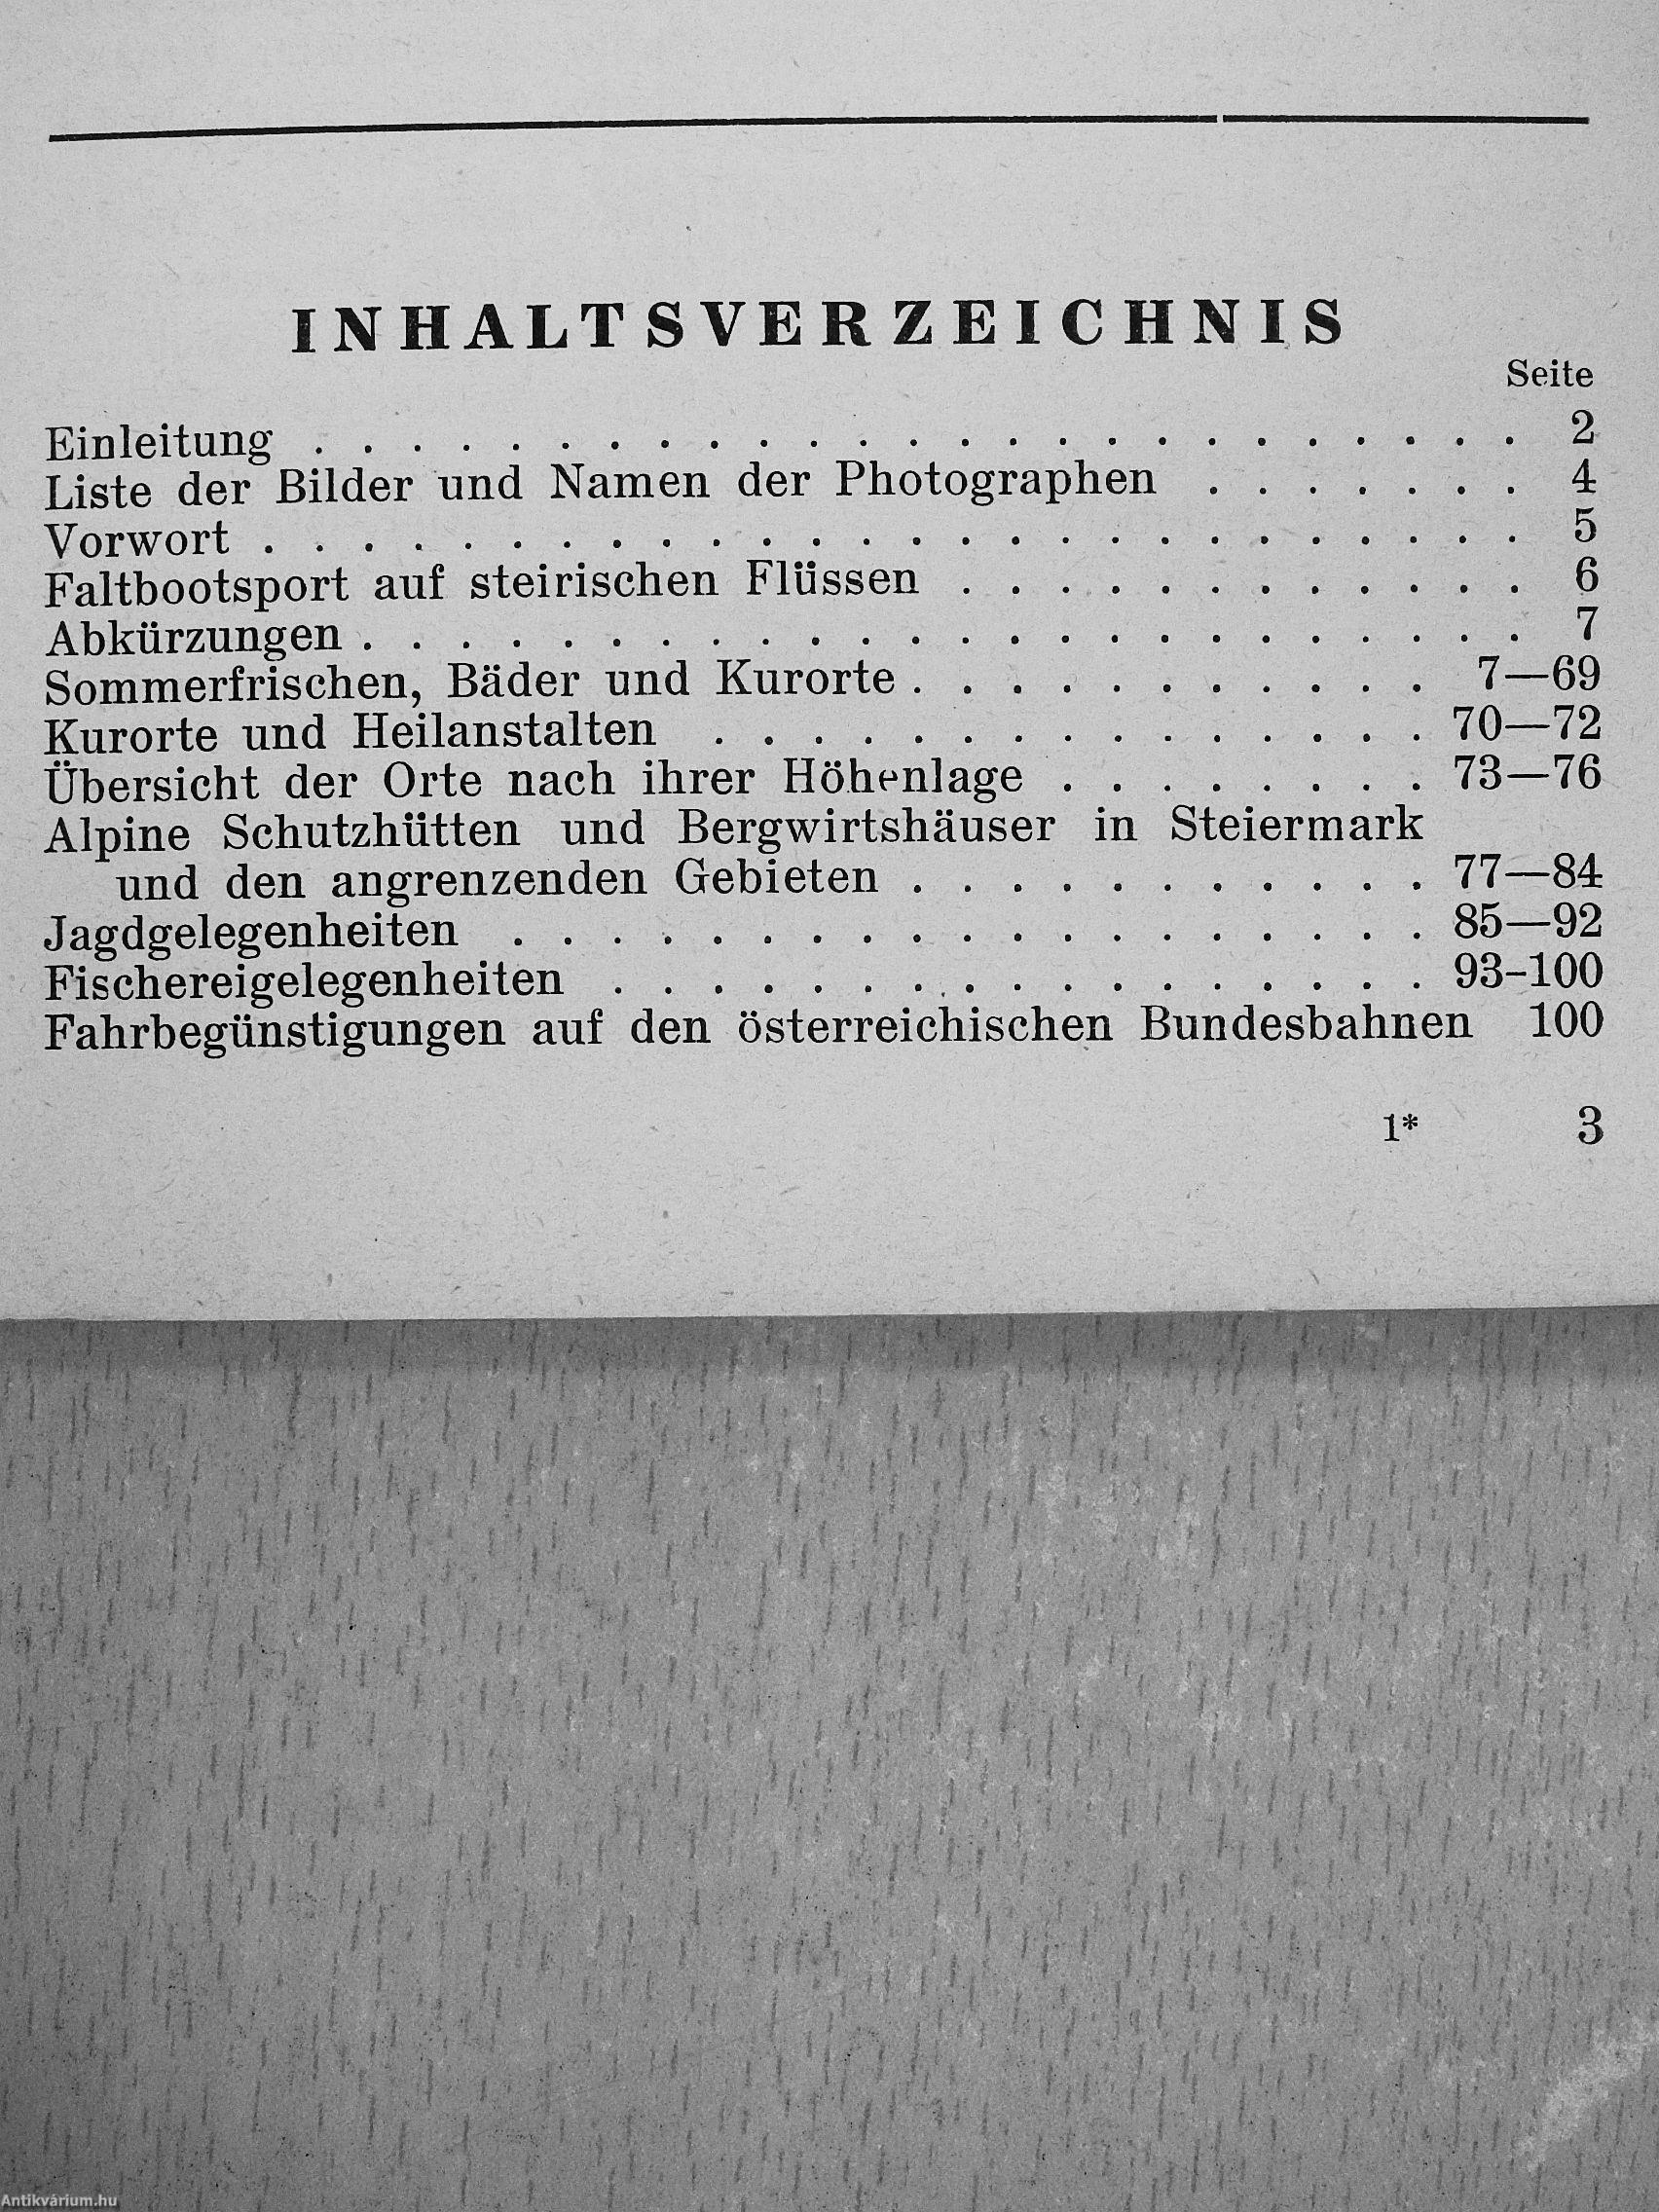 INHALTSVERZEICHNIS
Seite
Einleitung . . . . . . . . . . . . . . . . . . . . . . . . . 2
Liste der Bilder und Namen der Photographen . . . . . . . 4
Vorwort . . . . . . . . . . . . . . . . . . . . . . . . . . 5
Faltbootsport auf steirischen Flüssen . . . . . . . . . . . . 6
Abkürzungen . . . . . . . . . . . . . . . . . . . . . . . . 7
Sommerfrischen, Bäder und Kurorte . . . . . . . . . . . 7—69
Kurorte und Heilanstalten . . . . . . . . . . . . . . . 70—72
Übersicht der Orte nach ihrer Höhenlage . . . . . . . . 73—76
Alpine Schutzhütten und Bergwirtshäuser in Steiermark
und den angrenzenden Gebieten . . . . . . . . . . . 77—84
Jagdgelegenheiten . . . . . . . . . . . . . . . . . . . 85—92
Fischereigelegenheiten . . . . . . . . . . . . . . . . . 93-100
Fahrbegünstigungen auf den österreichischen Bundesbahnen 100
1* 3
Antikvárium.hu